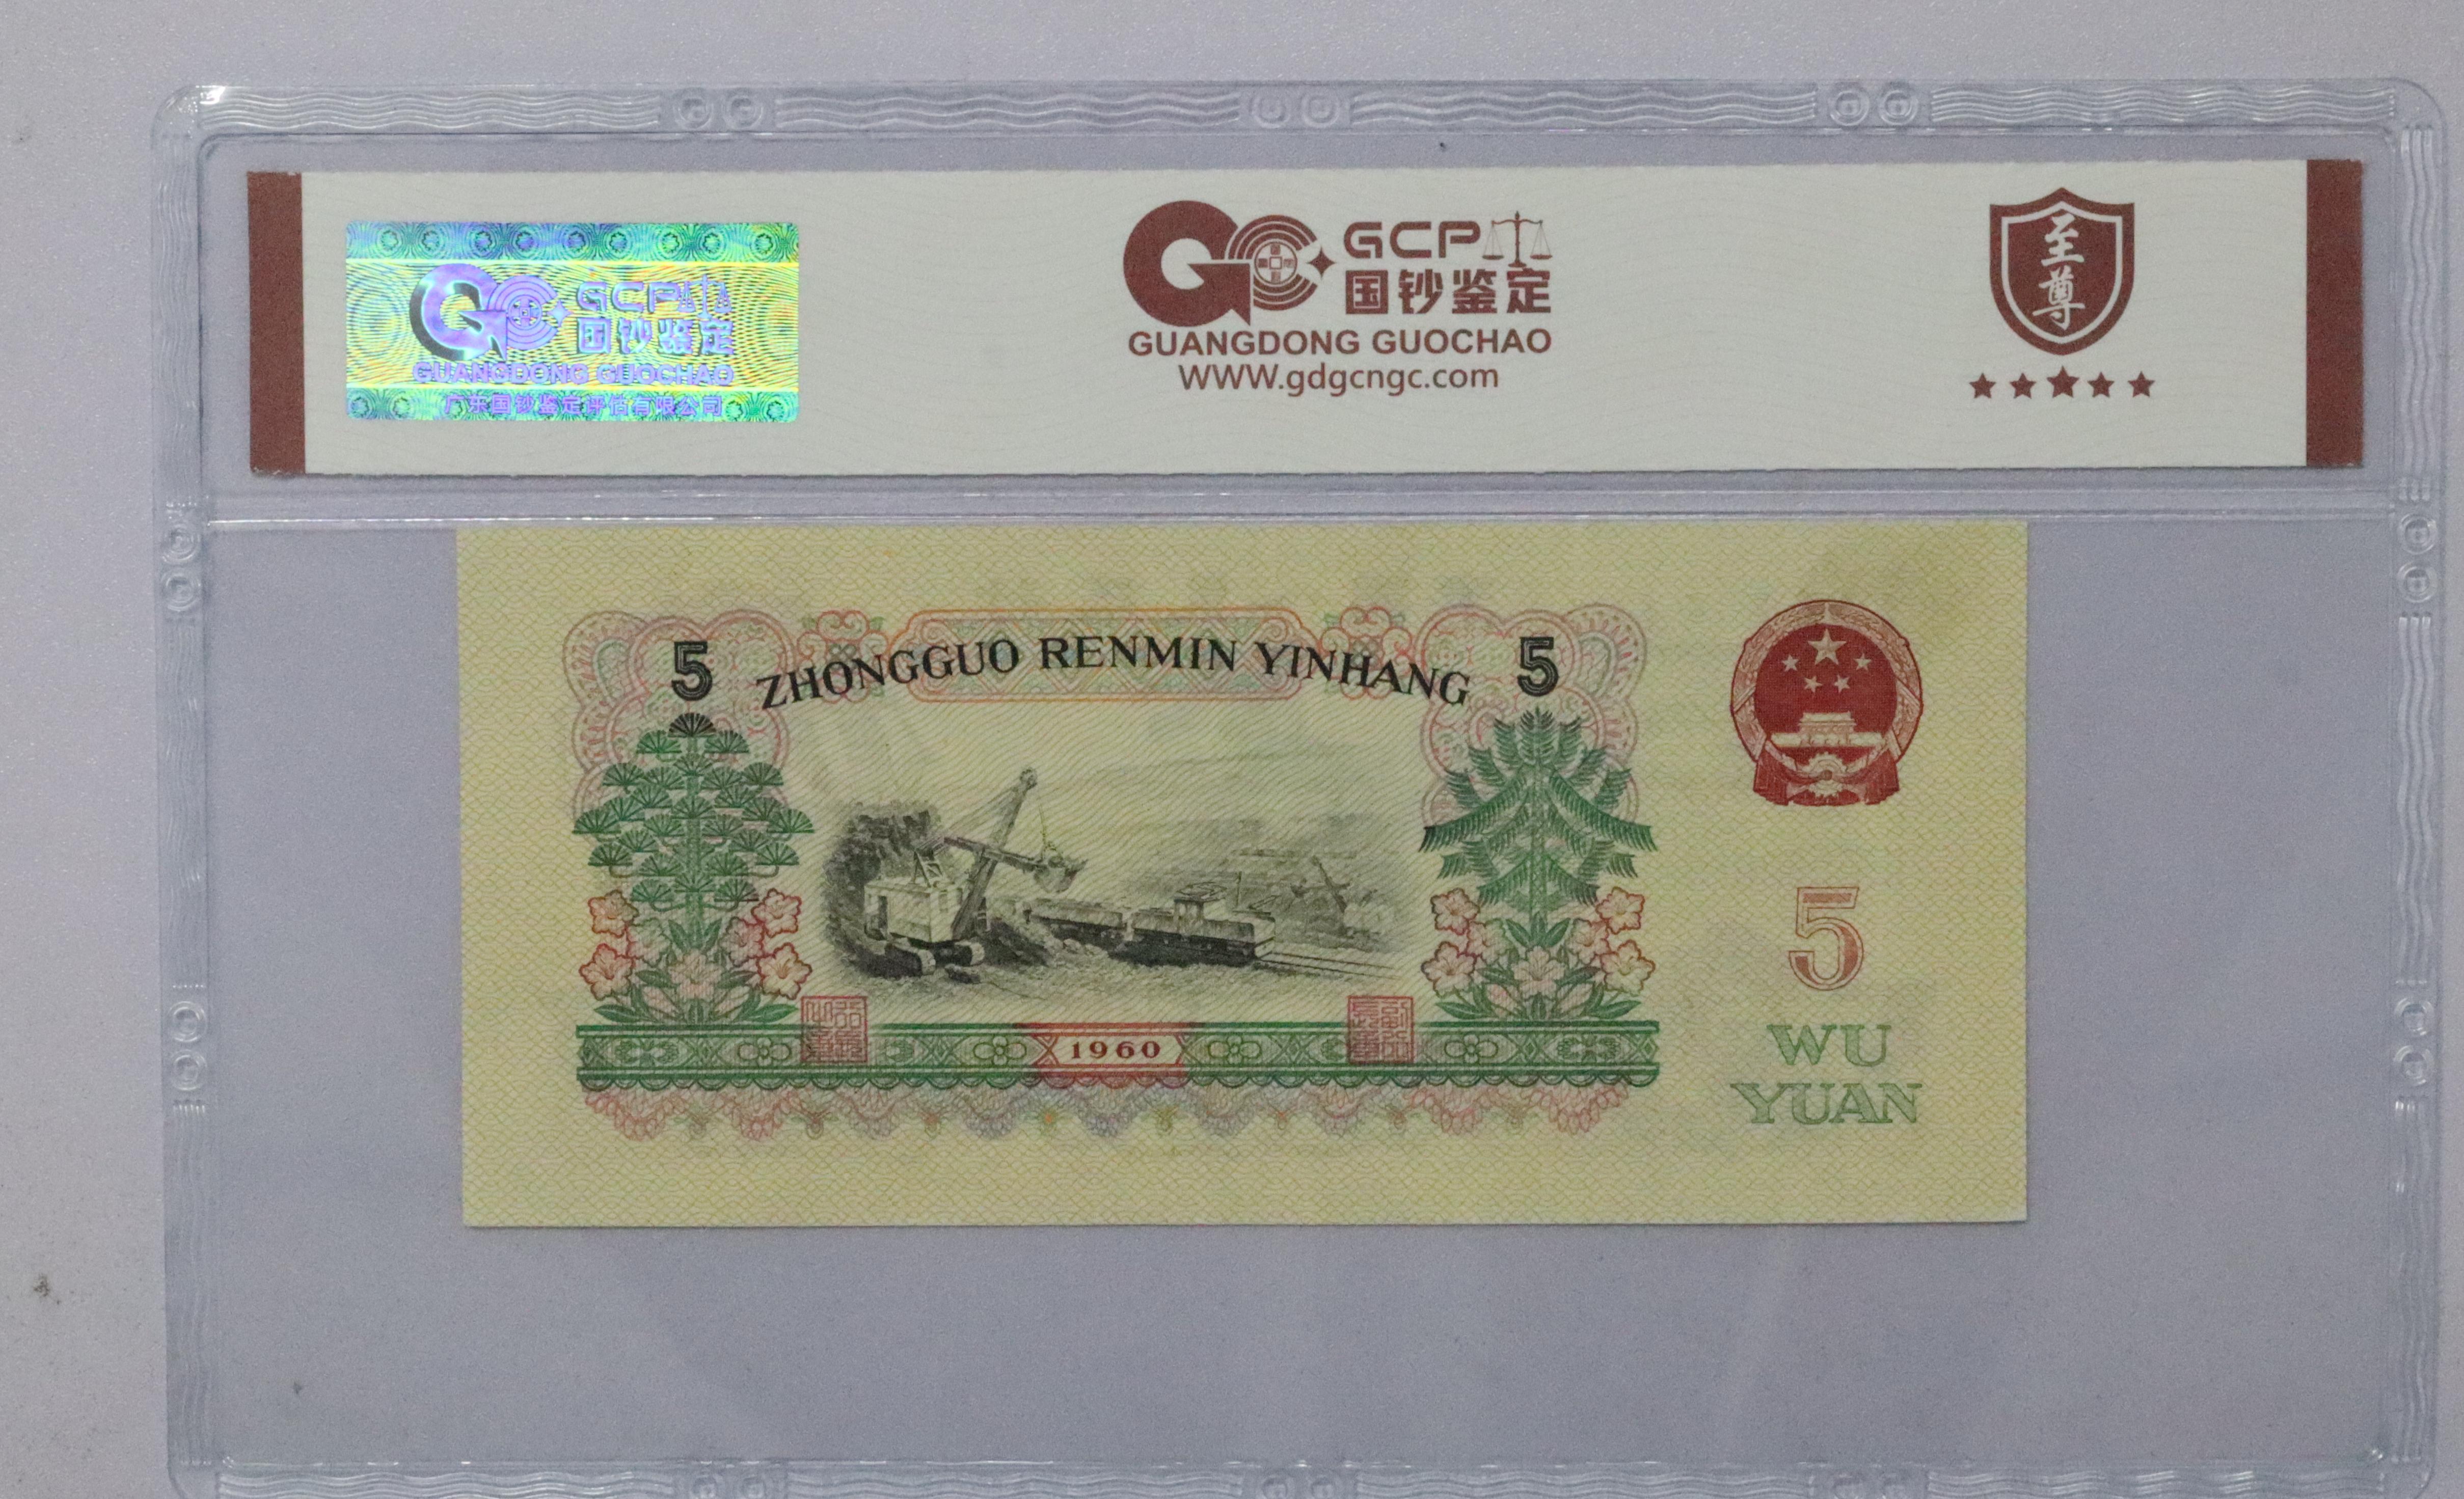 GCP
国钞鉴定
GUANGDONG GUOCHAO
广东国钞鉴定评估有限公司
GCP
国钞鉴定
GUANGDONG GUOCHAO
WWW.gdgcngc.com
至尊
5 ZHONGGUO RENMIN YINHANG 5
5
WU
YUAN
1960